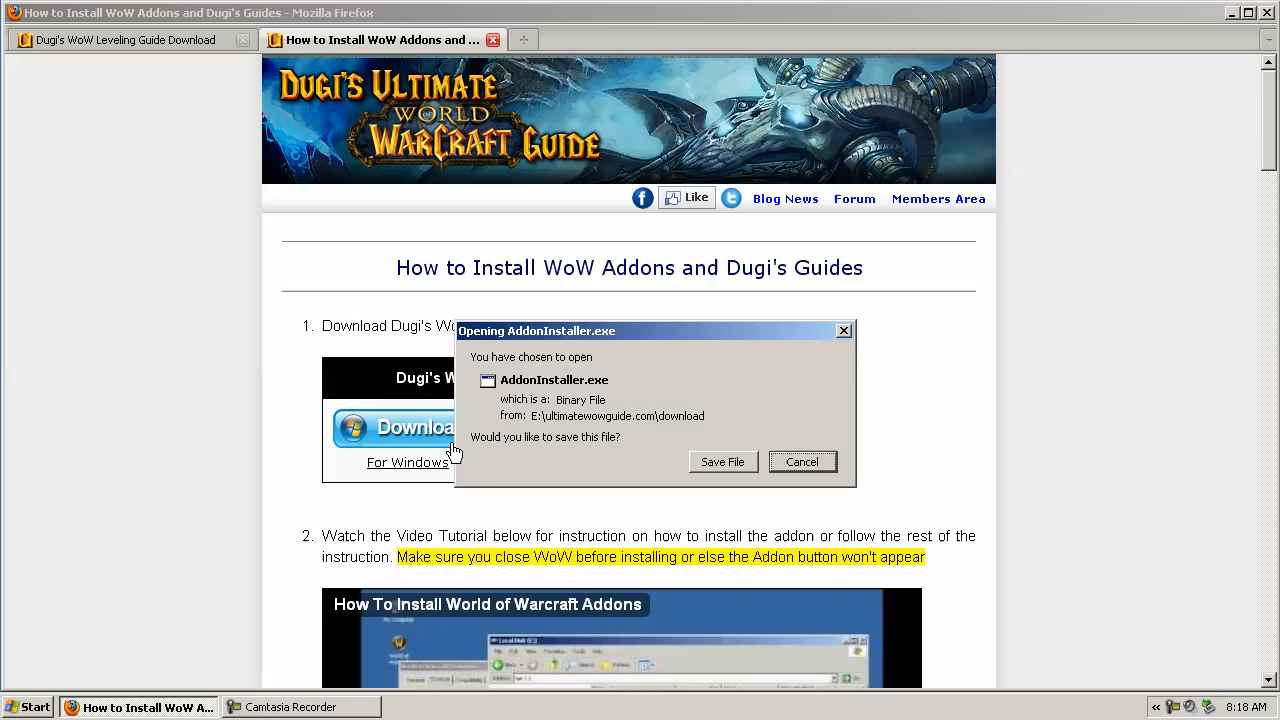 How to Install WoW Addons and Dugi's Guides - Mozilla Firefox
Dugi's WoW Leveling Guide Download
How to Install WoW Addons and ...
DUGI'S ULTIMATE
WORLD
OF
WARCRAFT GUIDE
f Like t Blog News Forum Members Area
How to Install WoW Addons and Dugi's Guides
1. Download Dugi's Wo
Opening AddonInstaller.exe
You have chosen to open
AddonInstaller.exe
which is a: Binary File
from: E:\ultimatewowguide.com\download
Would you like to save this file?
Save File Cancel
Dugi's W
Download
For Windows
2. Watch the Video Tutorial below for instruction on how to install the addon or follow the rest of the
instruction. Make sure you close WoW before installing or else the Addon button won't appear
How To Install World of Warcraft Addons
My Computer
Start How to Install WoW A... Camtasia Recorder « 8:18 AM